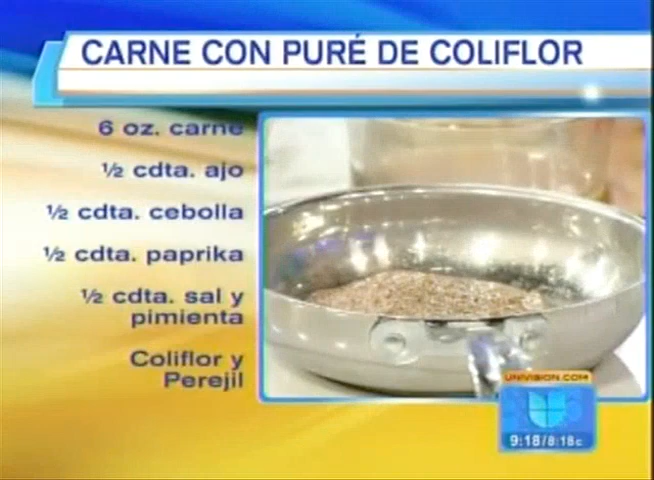 CARNE CON PURÉ DE COLIFLOR
6 oz. carne
½ cdta. ajo
½ cdta. cebolla
½ cdta. paprika
½ cdta. sal y
pimienta
Coliflor y
Perejil
UNIVISION.COM
9:18/8:18c